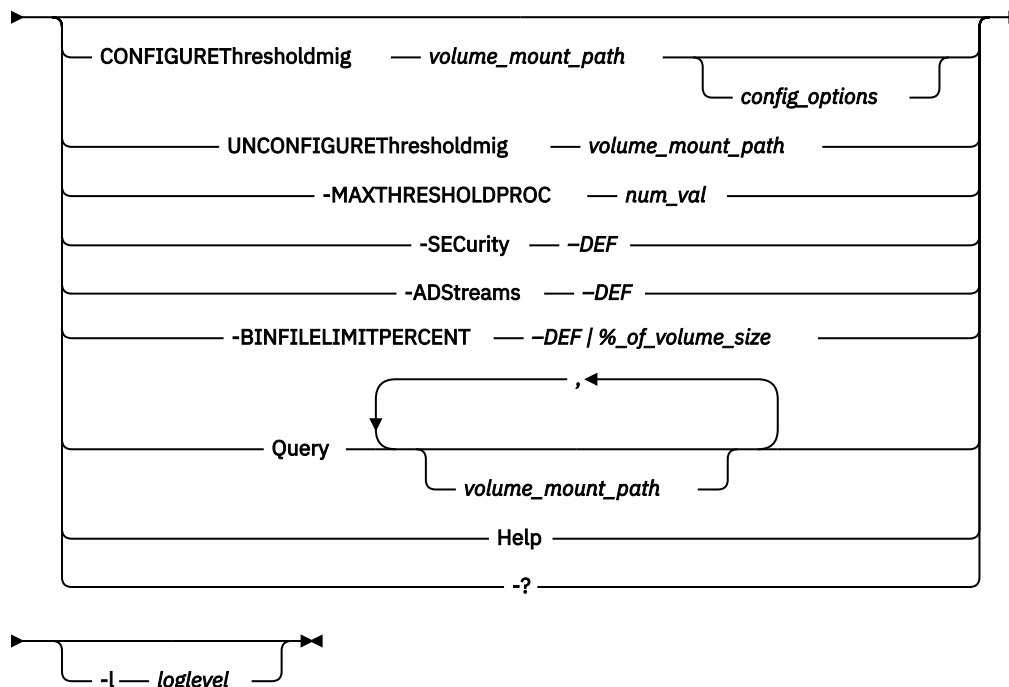 CONFIGUREThresholdmig volume_mount_path
config_options
UNCONFIGUREThresholdmig volume_mount_path
-MAXTHRESHOLDPROC num_val
-SECurity –DEF
-ADStreams –DEF
-BINFILELIMITPERCENT –DEF | %_of_volume_size
,
Query
volume_mount_path
Help
-?
-l loglevel